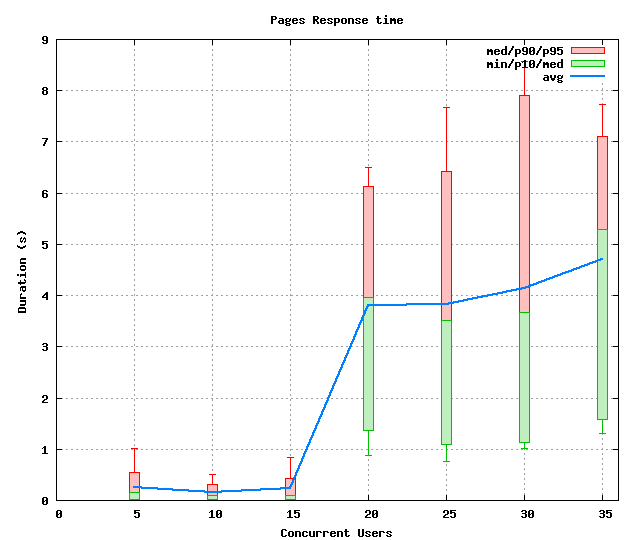 Pages Response time
med/p90/p95
min/p10/med
avg
Duration (s)
9
8
7
6
5
4
3
2
1
0
0 5 10 15 20 25 30 35
Concurrent Users